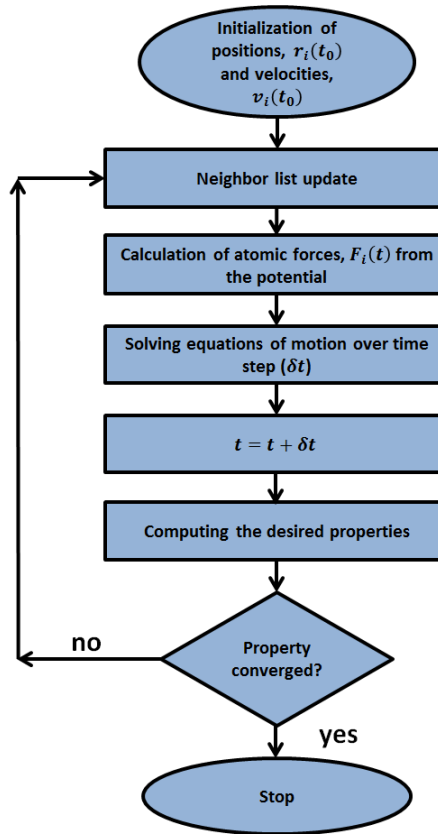 Initialization of
positions, r_i(t_0)
and velocities,
v_i(t_0)
Neighbor list update
Calculation of atomic forces, F_i(t) from
the potential
Solving equations of motion over time
step (δt)
t = t + δt
Computing the desired properties
Property
converged?
no
yes
Stop